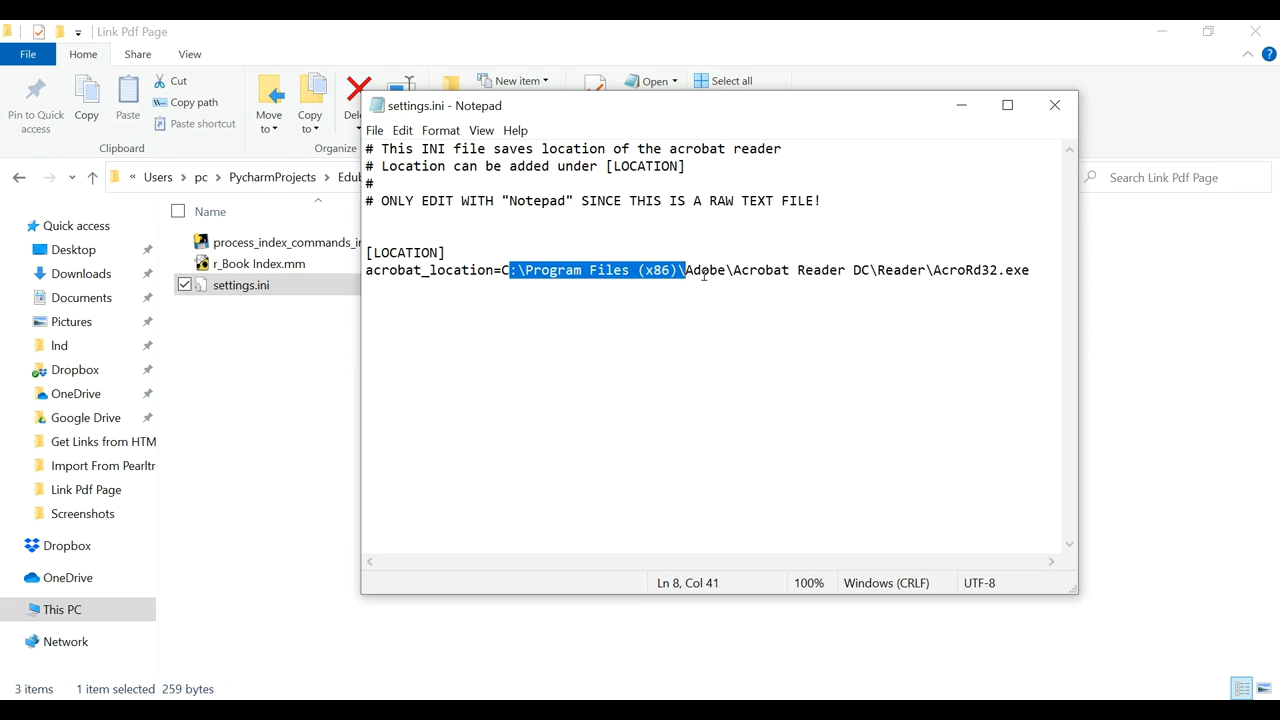 Link Pdf Page
File
Home
Share
View
Pin to Quick
access
Copy
Paste
Cut
Copy path
Paste shortcut
Clipboard
Move
to
Copy
to
Organize
New item
Open
Select all
« Users > pc > PycharmProjects >
Search Link Pdf Page
Quick access
Desktop
Downloads
Documents
Pictures
Ind
Dropbox
OneDrive
Google Drive
Get Links from HTM
Import From Pearltr
Link Pdf Page
Screenshots
Dropbox
OneDrive
This PC
Network
Name
process_index_commands_i
r_Book Index.mm
settings.ini
settings.ini - Notepad
File Edit Format View Help
# This INI file saves location of the acrobat reader
# Location can be added under [LOCATION]
#
# ONLY EDIT WITH "Notepad" SINCE THIS IS A RAW TEXT FILE!
[LOCATION]
acrobat_location=C:\Program Files (x86)\Adobe\Acrobat Reader DC\Reader\AcroRd32.exe
Ln 8, Col 41
100%
Windows (CRLF)
UTF-8
3 items
1 item selected 259 bytes